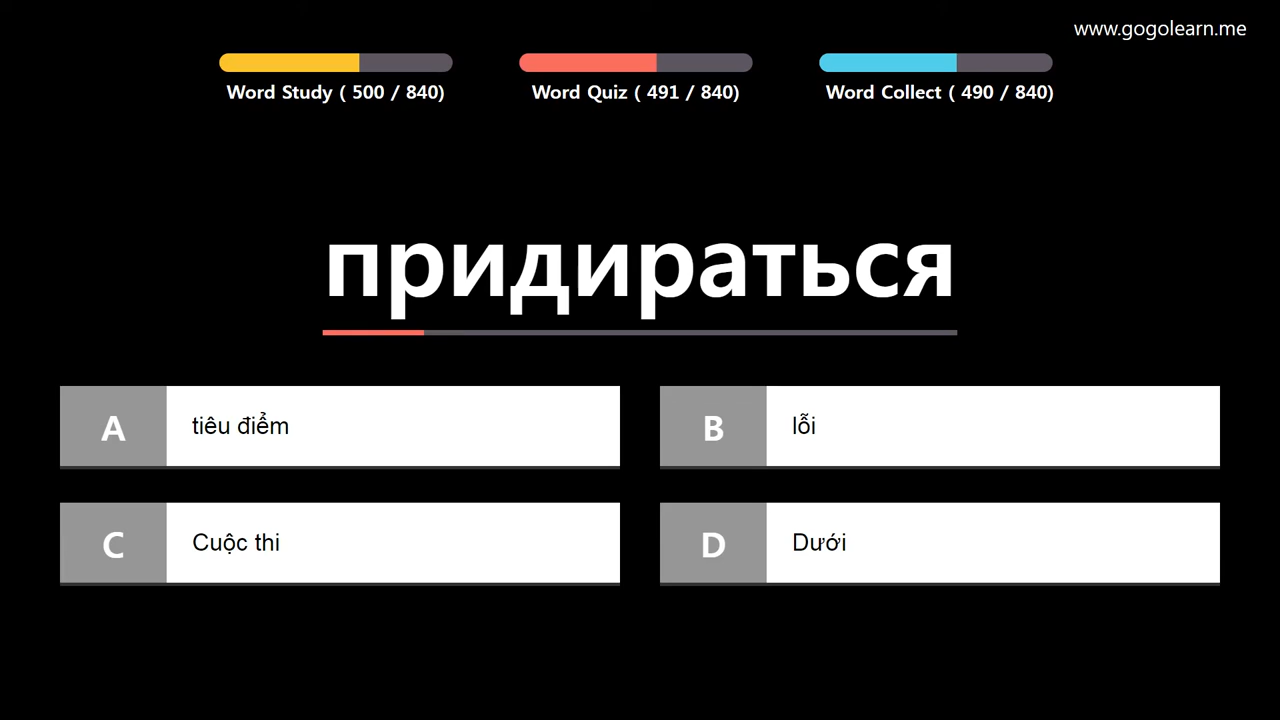 www.gogolearn.me
Word Study ( 500 / 840)
Word Quiz ( 491 / 840)
Word Collect ( 490 / 840)
придираться
A tiêu điểm
B lỗi
C Cuộc thi
D Dưới